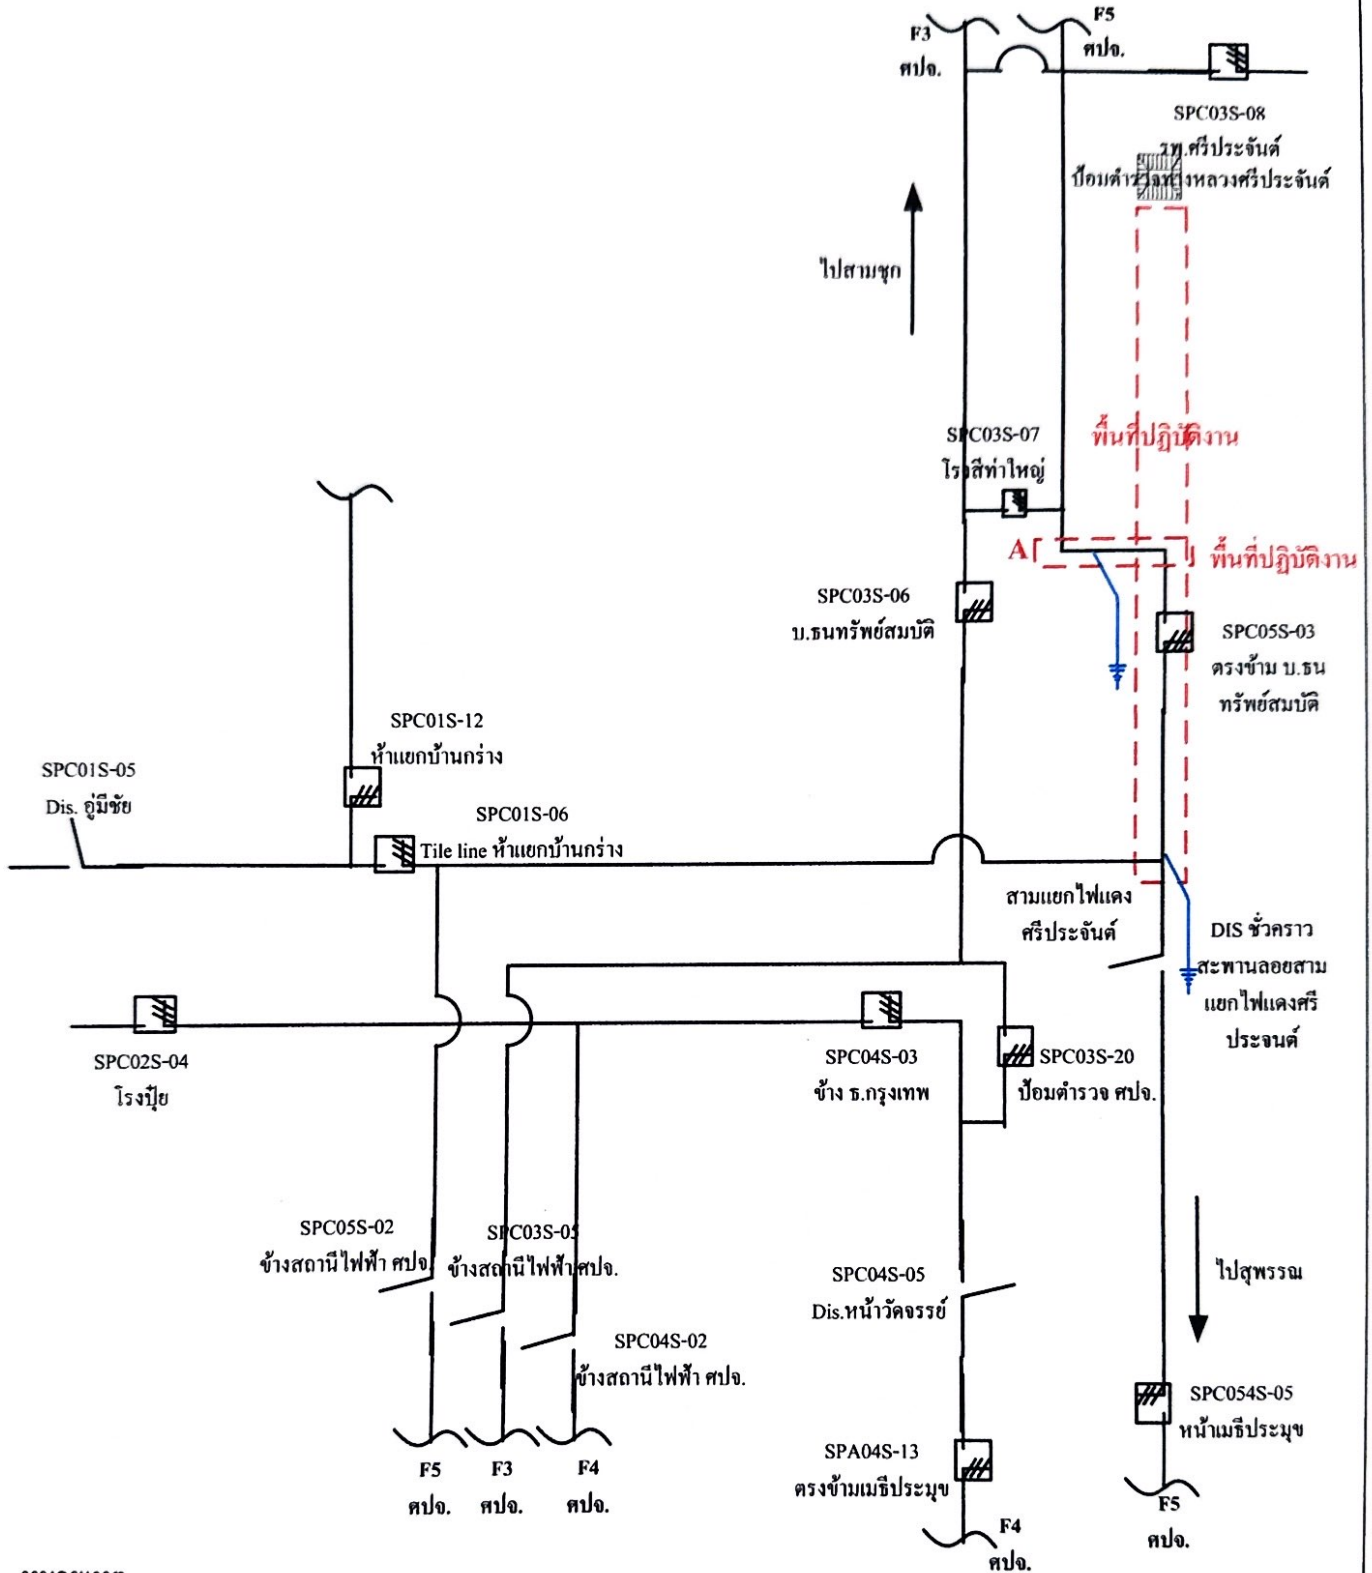 F3
ศปจ.
F5
ศปจ.
SPC03S-08
รพ.ศรีประจันต์
ป้อมตำรวจทางหลวงศรีประจันต์
ไปสามชุก
SPC03S-07
โรงสีท่าใหญ่
พื้นที่ปฏิบัติงาน
A
พื้นที่ปฏิบัติงาน
SPC03S-06
บ.ธนทรัพย์สมบัติ
SPC05S-03
ตรงข้าม บ.ธน
ทรัพย์สมบัติ
SPC01S-12
ห้าแยกบ้านกร่าง
SPC01S-05
Dis. อู่มีชัย
SPC01S-06
Tile line ห้าแยกบ้านกร่าง
สามแยกไฟแดง
ศรีประจันต์
DIS ชั่วคราว
สะพานลอยสาม
แยกไฟแดงศรี
ประจนต์
SPC02S-04
โรงปุ๋ย
SPC04S-03
ข้าง ธ.กรุงเทพ
SPC03S-20
ป้อมตำรวจ ศปจ.
SPC05S-02
ข้างสถานีไฟฟ้า ศปจ.
SPC03S-05
ข้างสถานีไฟฟ้า ศปจ.
SPC04S-05
Dis.หน้าวัดจรรย์
ไปสุพรรณ
SPC04S-02
ข้างสถานีไฟฟ้า ศปจ.
SPC054S-05
หน้าเมธีประมุข
SPA04S-13
ตรงข้ามเมธีประมุข
F5
ศปจ.
F3
ศปจ.
F4
ศปจ.
F4
ศปจ.
F5
ศปจ.